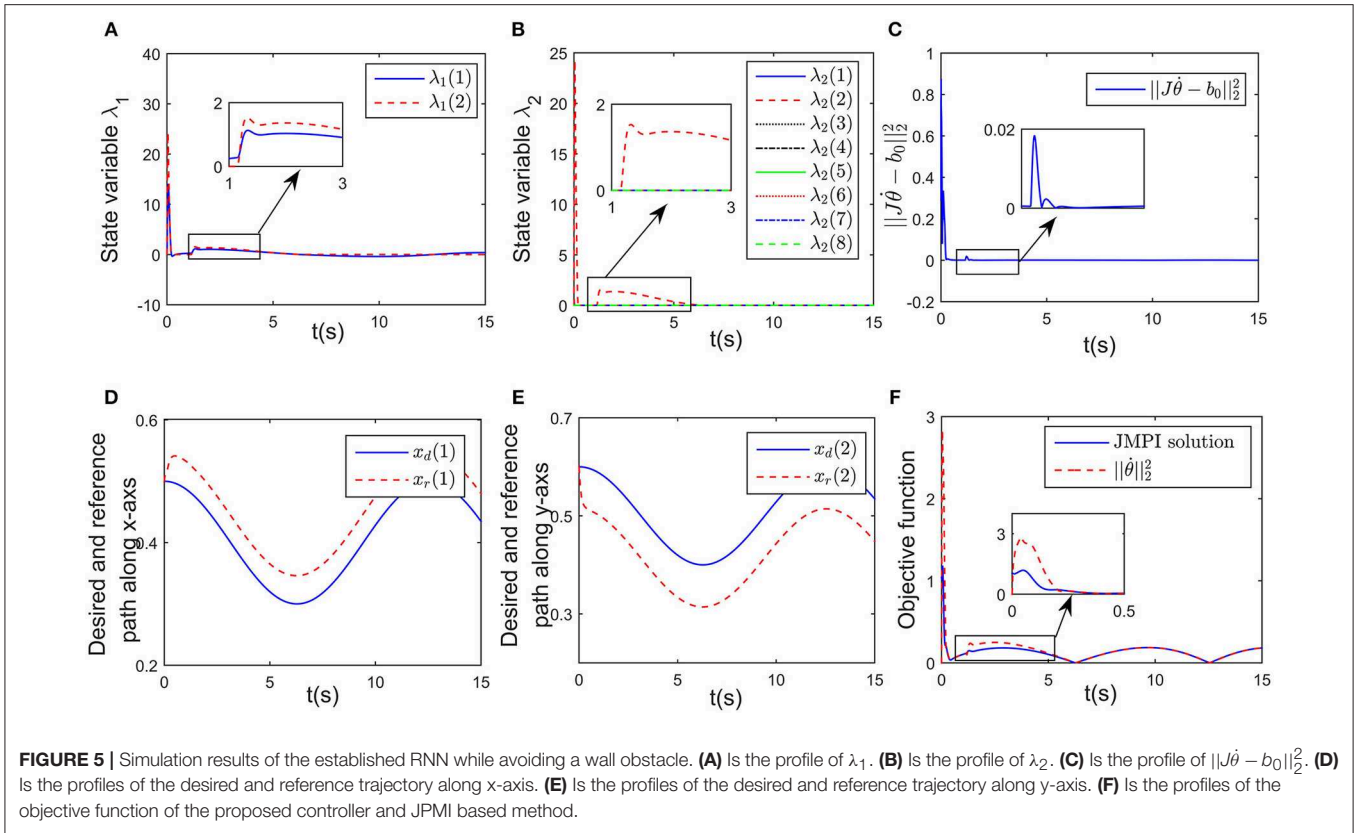 A
State variable λ₁
40
30
20
10
0
-10
0
5
10
15
t(s)
λ₁(1)
λ₁(2)
2
0
1
3
B
State variable λ₂
25
20
15
10
5
0
0
5
10
15
t(s)
λ₂(1)
λ₂(2)
λ₂(3)
λ₂(4)
λ₂(5)
λ₂(6)
λ₂(7)
λ₂(8)
2
0
1
3
C
||Jθ̇ − b₀||₂²
1
0.8
0.6
0.4
0.2
0
-0.2
0
5
10
15
t(s)
||Jθ̇ − b₀||₂²
0.02
0
D
Desired and reference
path along x-axs
0.6
0.4
0.2
0
5
10
15
t(s)
x_d(1)
x_r(1)
E
Desired and reference
path along y-axs
0.7
0.5
0.3
0
5
10
15
t(s)
x_d(2)
x_r(2)
F
Objective function
3
2
1
0
0
5
10
15
t(s)
JMPI solution
||θ̇||₂²
3
0
0
0.5
FIGURE 5 | Simulation results of the established RNN while avoiding a wall obstacle. (A) Is the profile of λ₁. (B) Is the profile of λ₂. (C) Is the profile of ||Jθ̇ − b₀||₂². (D)
Is the profiles of the desired and reference trajectory along x-axis. (E) Is the profiles of the desired and reference trajectory along y-axis. (F) Is the profiles of the
objective function of the proposed controller and JPMI based method.